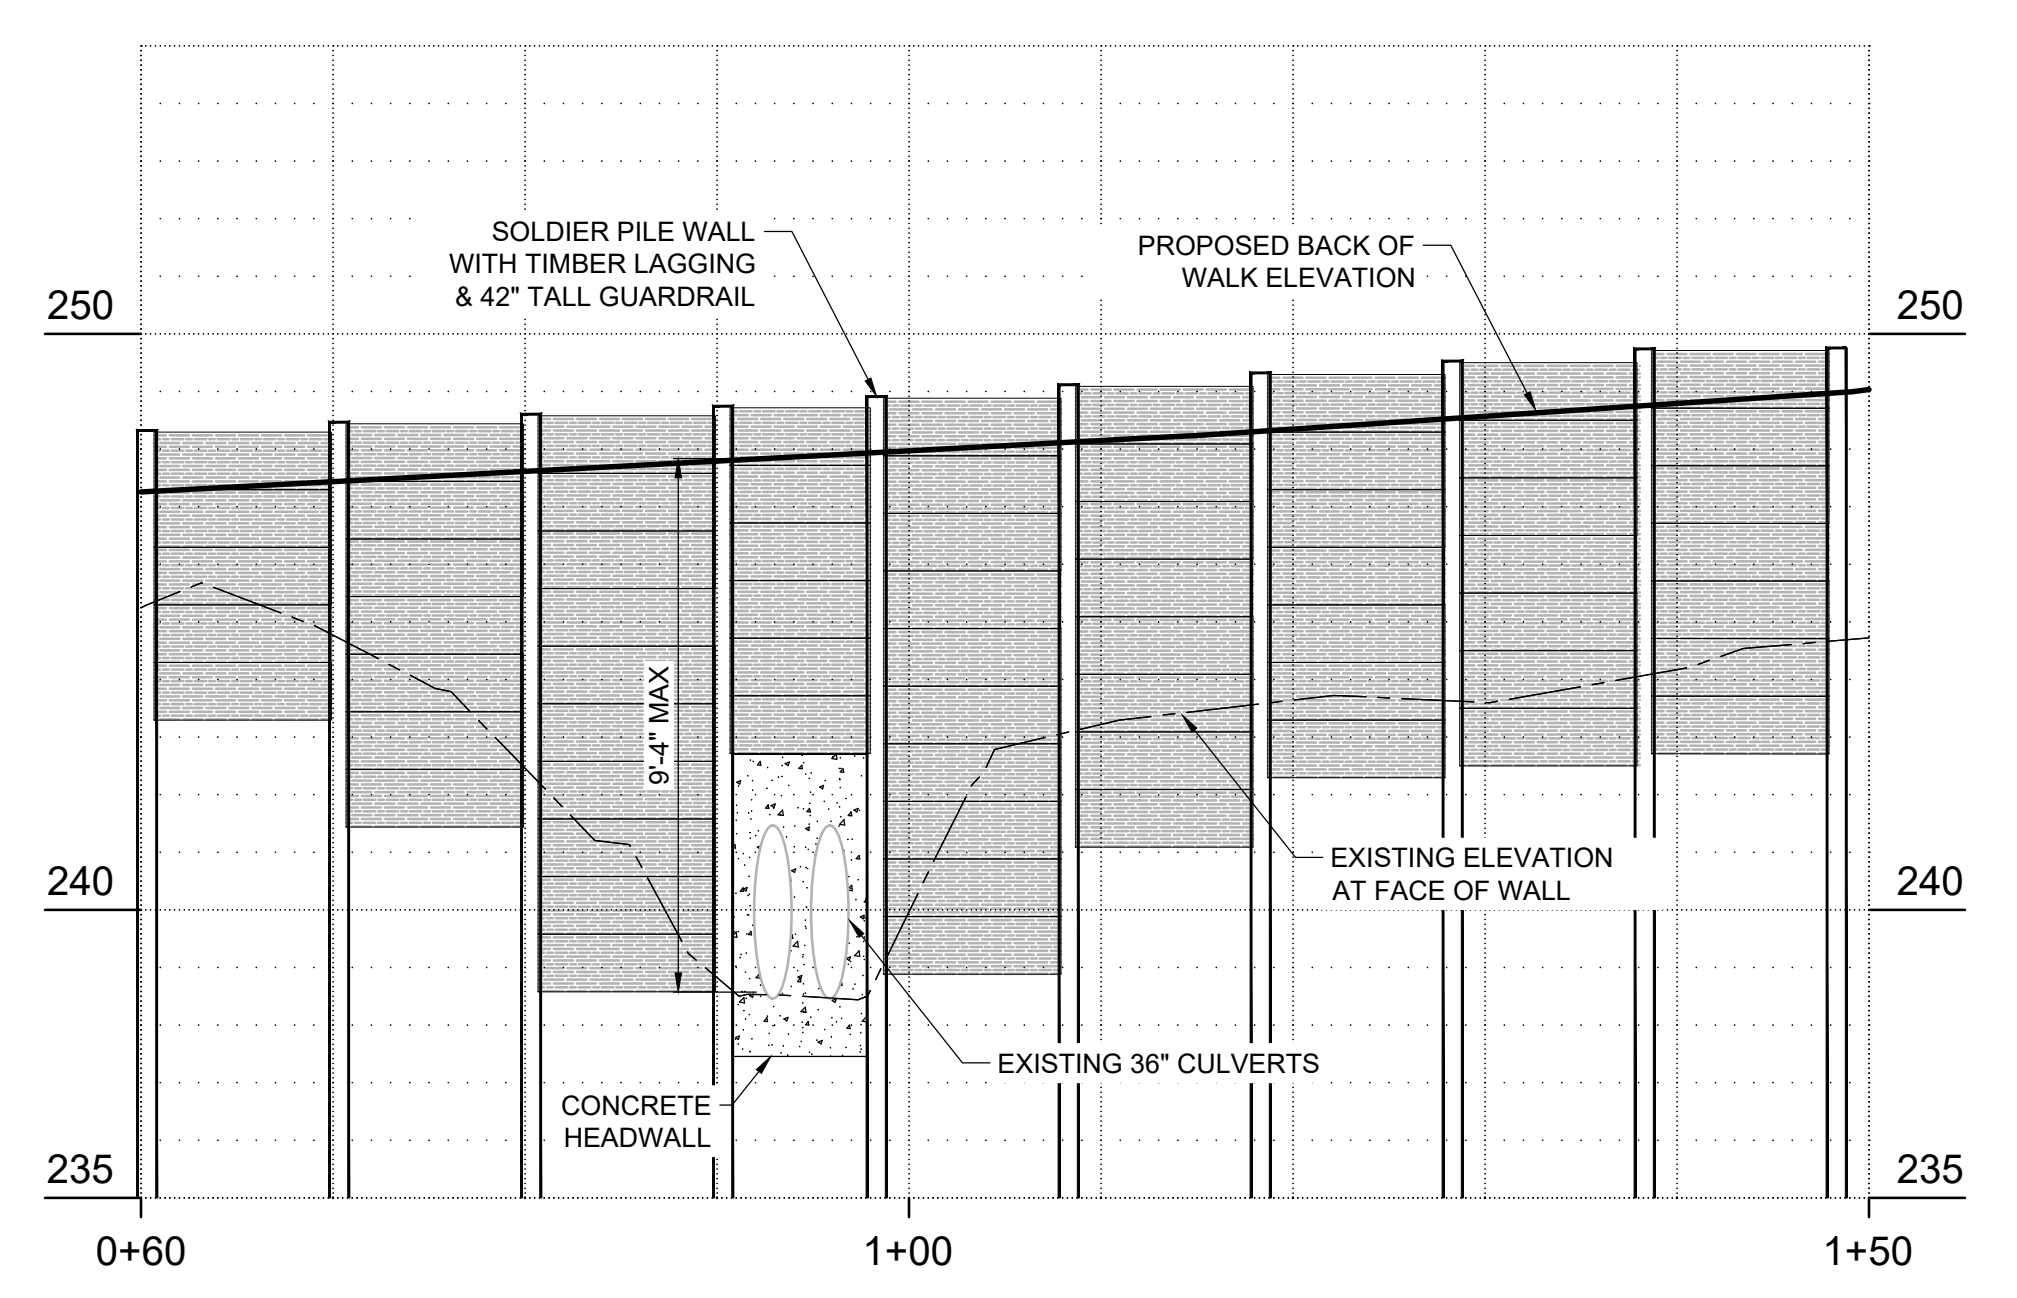 SOLDIER PILE WALL
WITH TIMBER LAGGING
& 42" TALL GUARDRAIL
PROPOSED BACK OF
WALK ELEVATION
250
250
9'-4" MAX
EXISTING ELEVATION
AT FACE OF WALL
240
240
EXISTING 36" CULVERTS
CONCRETE
HEADWALL
235
235
0+60
1+00
1+50